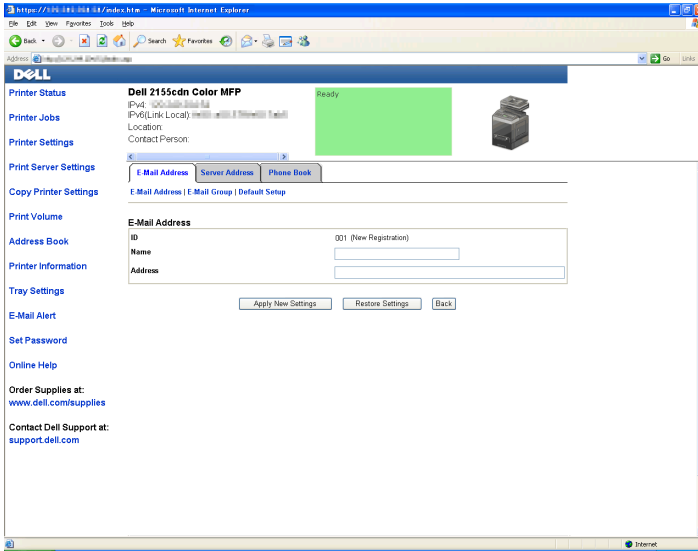 https:// /index.htm - Microsoft Internet Explorer
File Edit View Favorites Tools Help
Back Search Favorites
Address Go Links
DELL
Printer Status
Printer Jobs
Printer Settings
Print Server Settings
Copy Printer Settings
Print Volume
Address Book
Printer Information
Tray Settings
E-Mail Alert
Set Password
Online Help
Order Supplies at:
www.dell.com/supplies
Contact Dell Support at:
support.dell.com
Dell 2155cdn Color MFP
IPv4:
IPv6(Link Local):
Location:
Contact Person:
Ready
E-Mail Address Server Address Phone Book
E-Mail Address | E-Mail Group | Default Setup
E-Mail Address
ID 001 (New Registration)
Name
Address
Apply New Settings Restore Settings Back
Internet